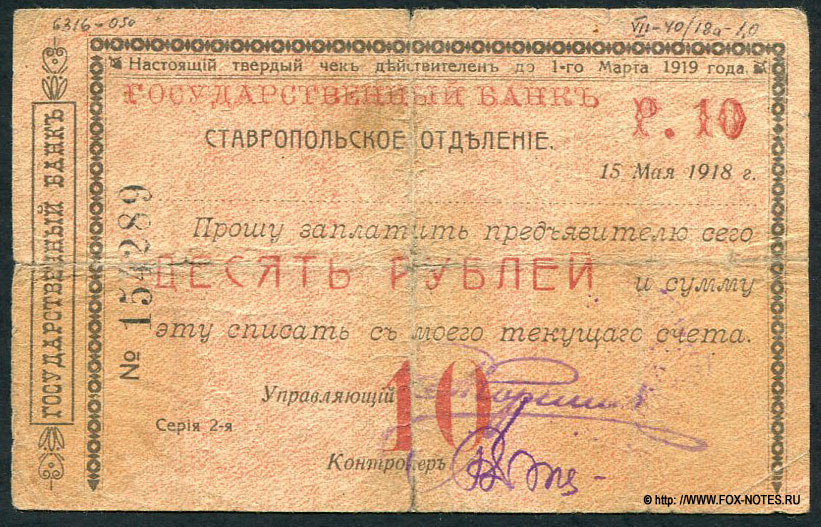 6316-050
VII-40/18а-1,0
Настоящій твердый чекъ дѣйствителенъ до 1-го Марта 1919 года.
ГОСУДАРСТВЕННЫЙ БАНКЪ
Р. 10
СТАВРОПОЛЬСКОЕ ОТДѢЛЕНІЕ.
15 Мая 1918 г.
Прошу заплатить предъявителю сего
ДЕСЯТЬ РУБЛЕЙ и сумму
эту списать съ моего текущаго счета.
10
Управляющій
Серія 2-я
Контролеръ
№ 154289
ГОСУДАРСТВЕННЫЙ БАНКЪ
© http: //WWW.FOX-NOTES.RU